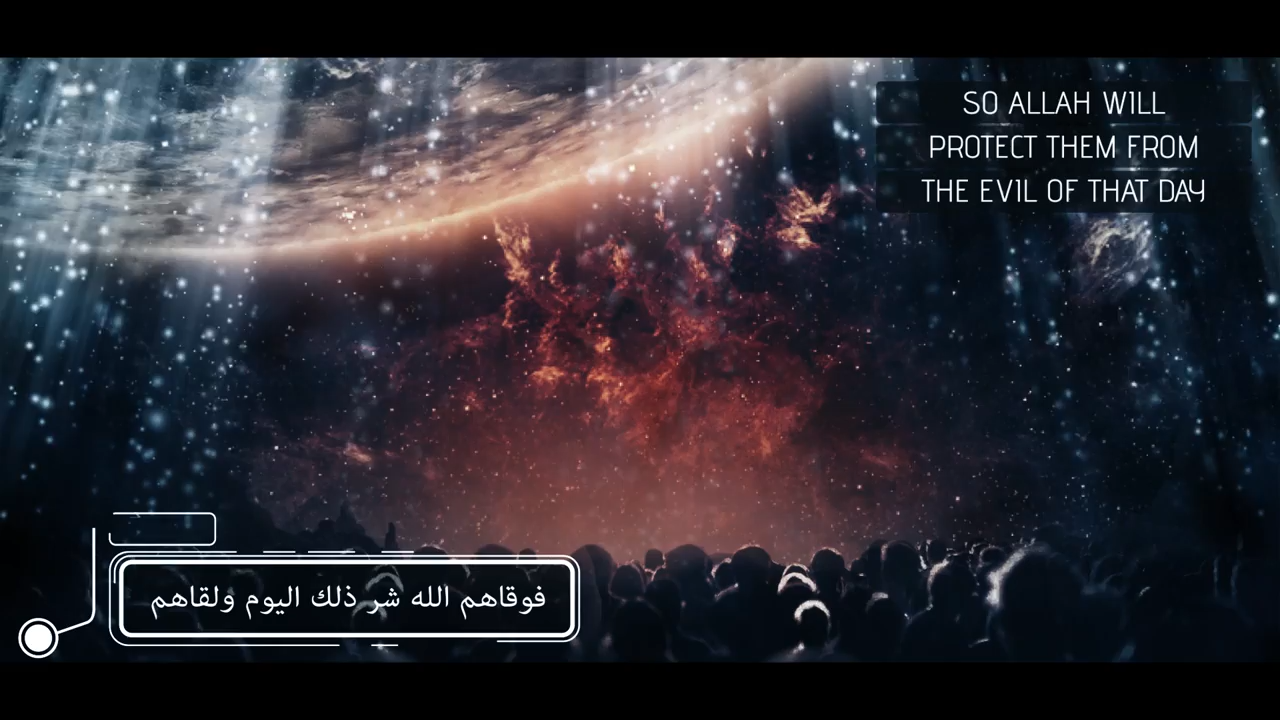 SO ALLAH WILL
PROTECT THEM FROM
THE EVIL OF THAT DAY
فوقاهم الله شر ذلك اليوم ولقاهم